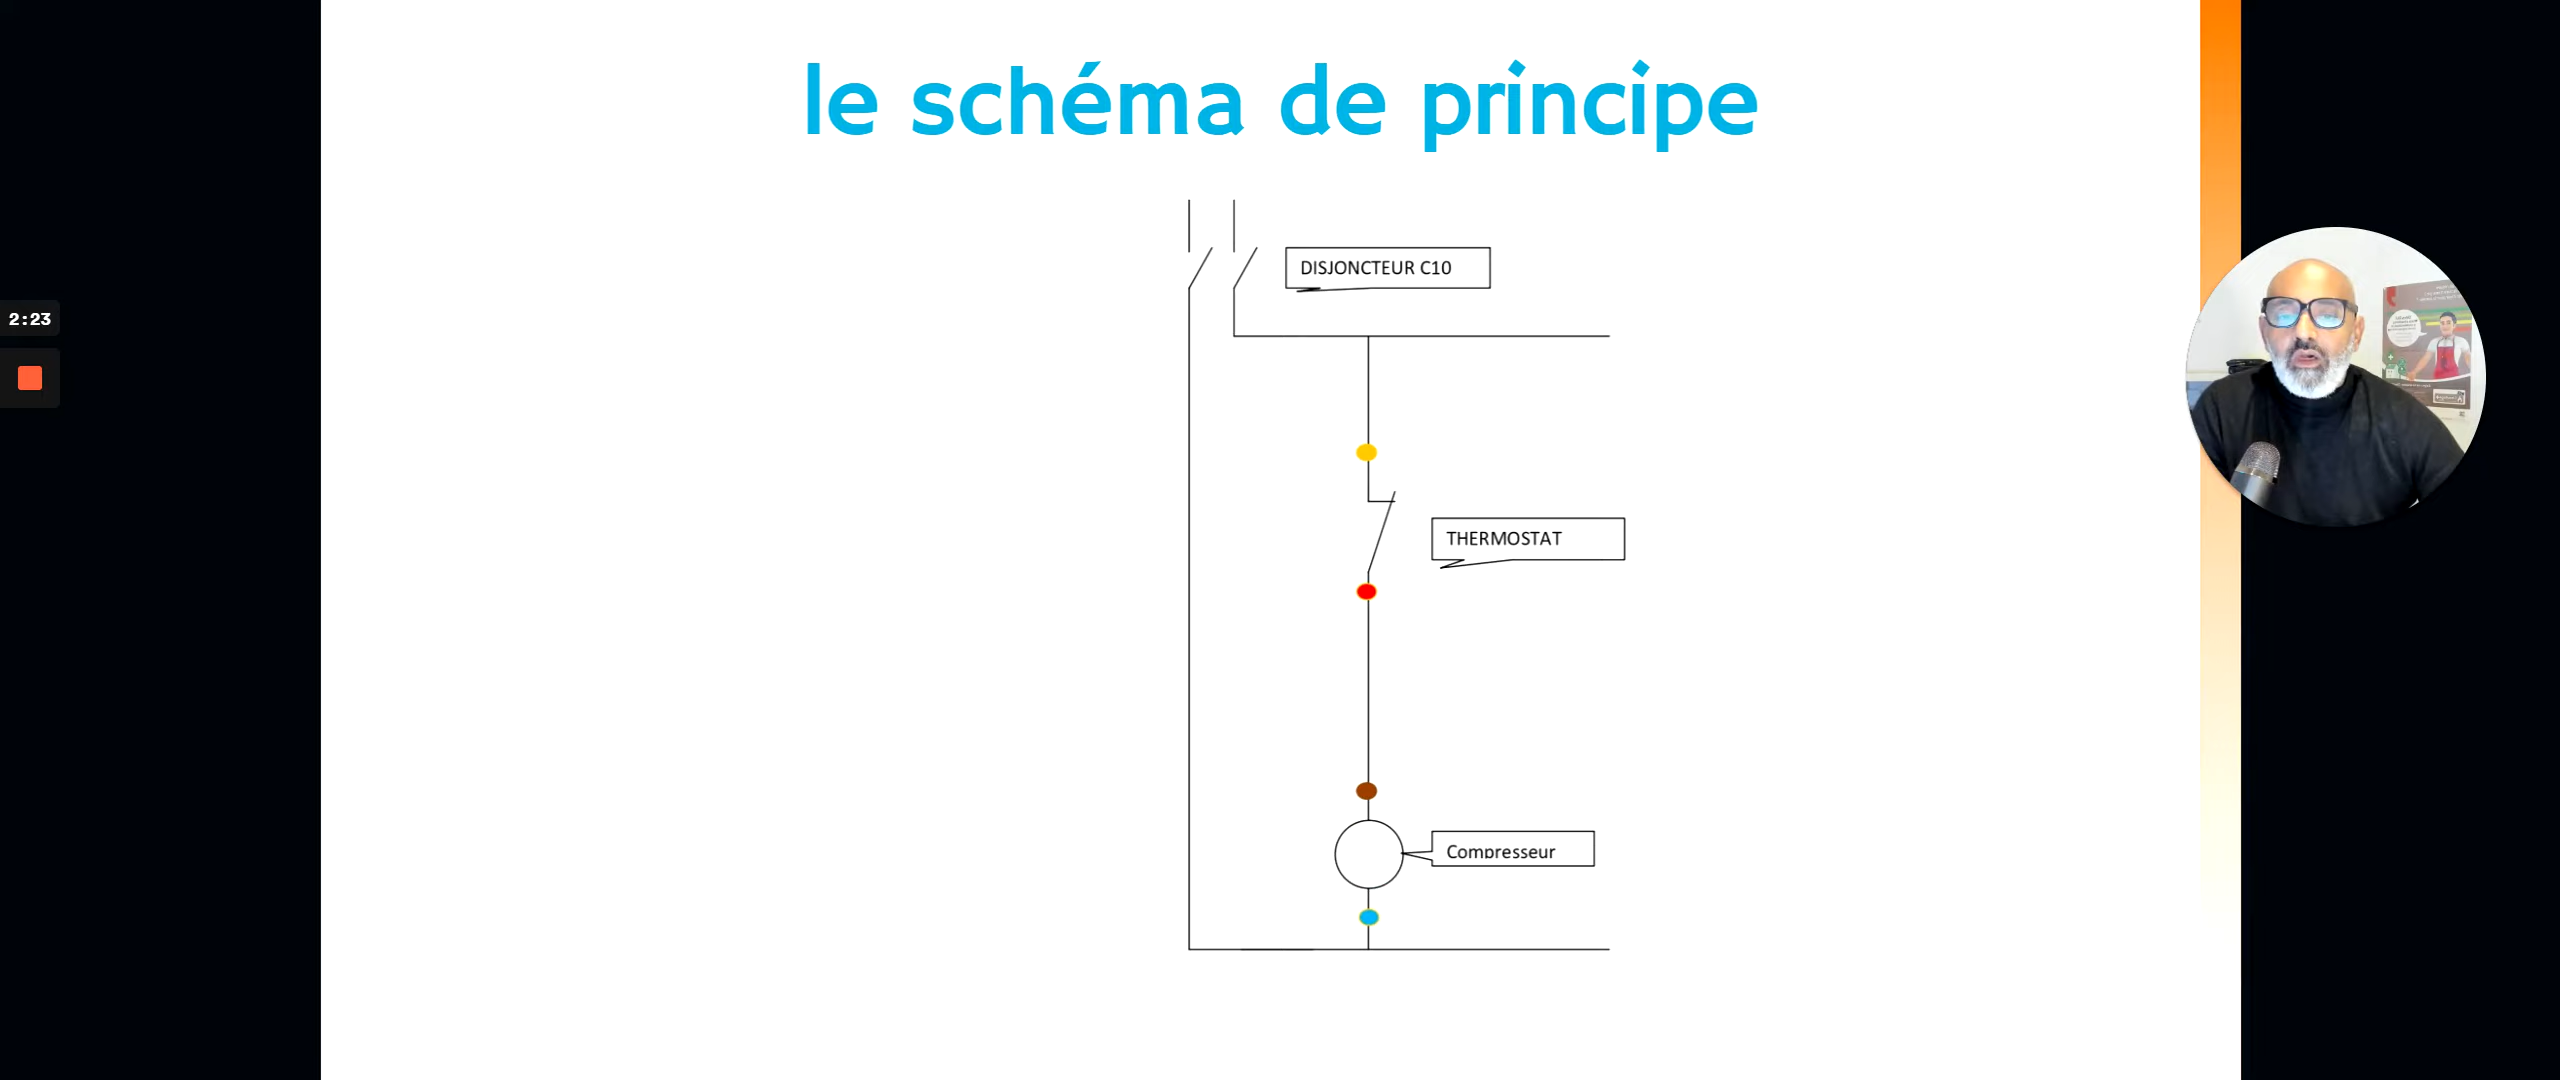 le schéma de principe
DISJONCTEUR C10
2:23
THERMOSTAT
Compresseur